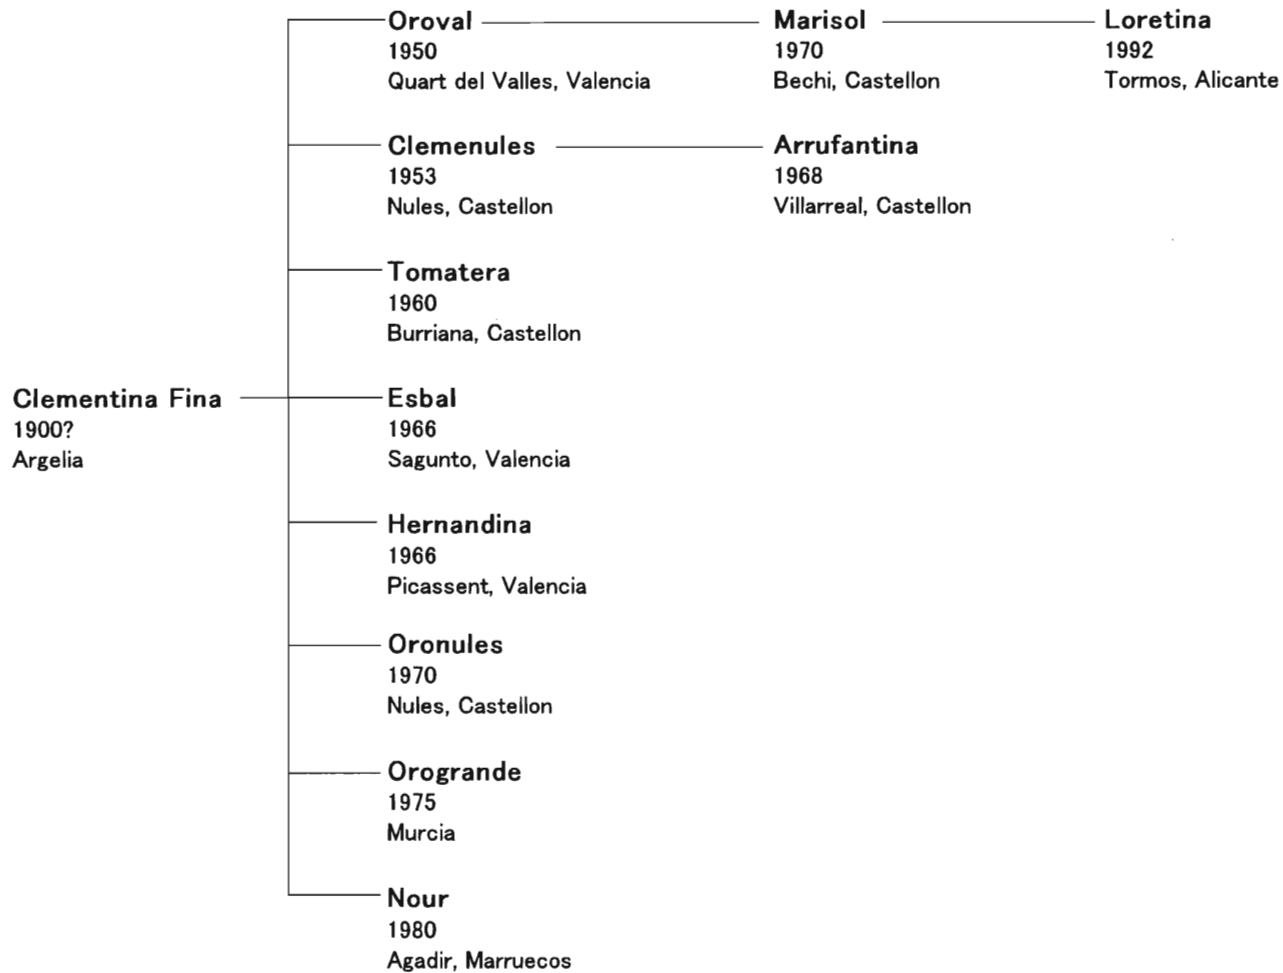 Oroval
1950
Quart del Valles, Valencia
Marisol
1970
Bechi, Castellon
Loretina
1992
Tormos, Alicante
Clemenules
1953
Nules, Castellon
Arrufantina
1968
Villarreal, Castellon
Tomatera
1960
Burriana, Castellon
Clementina Fina
1900?
Argelia
Esbal
1966
Sagunto, Valencia
Hernandina
1966
Picassent, Valencia
Oronules
1970
Nules, Castellon
Orogrande
1975
Murcia
Nour
1980
Agadir, Marruecos